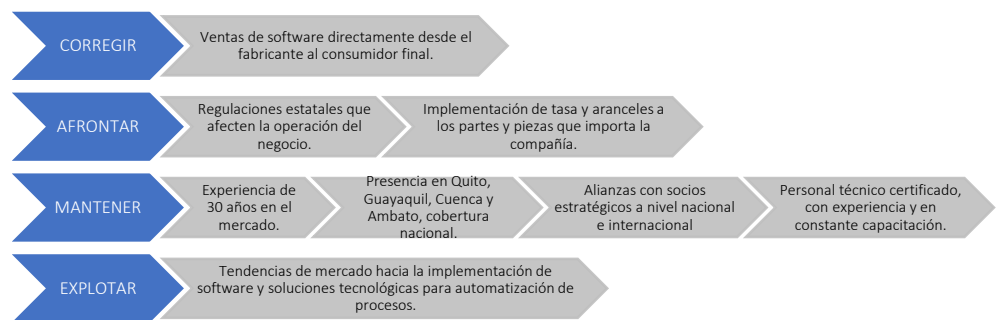 CORREGIR
Ventas de software directamente desde el
fabricante al consumidor final.
AFRONTAR
Regulaciones estatales que
afecten la operación del
negocio.
Implementación de tasa y aranceles a
los partes y piezas que importa la
compañía.
MANTENER
Experiencia de
30 años en el
mercado.
Presencia en Quito,
Guayaquil, Cuenca y
Ambato, cobertura
nacional.
Alianzas con socios
estratégicos a nivel nacional
e internacional
Personal técnico certificado,
con experiencia y en
constante capacitación.
EXPLOTAR
Tendencias de mercado hacia la implementación de
software y soluciones tecnológicas para automatización de
procesos.